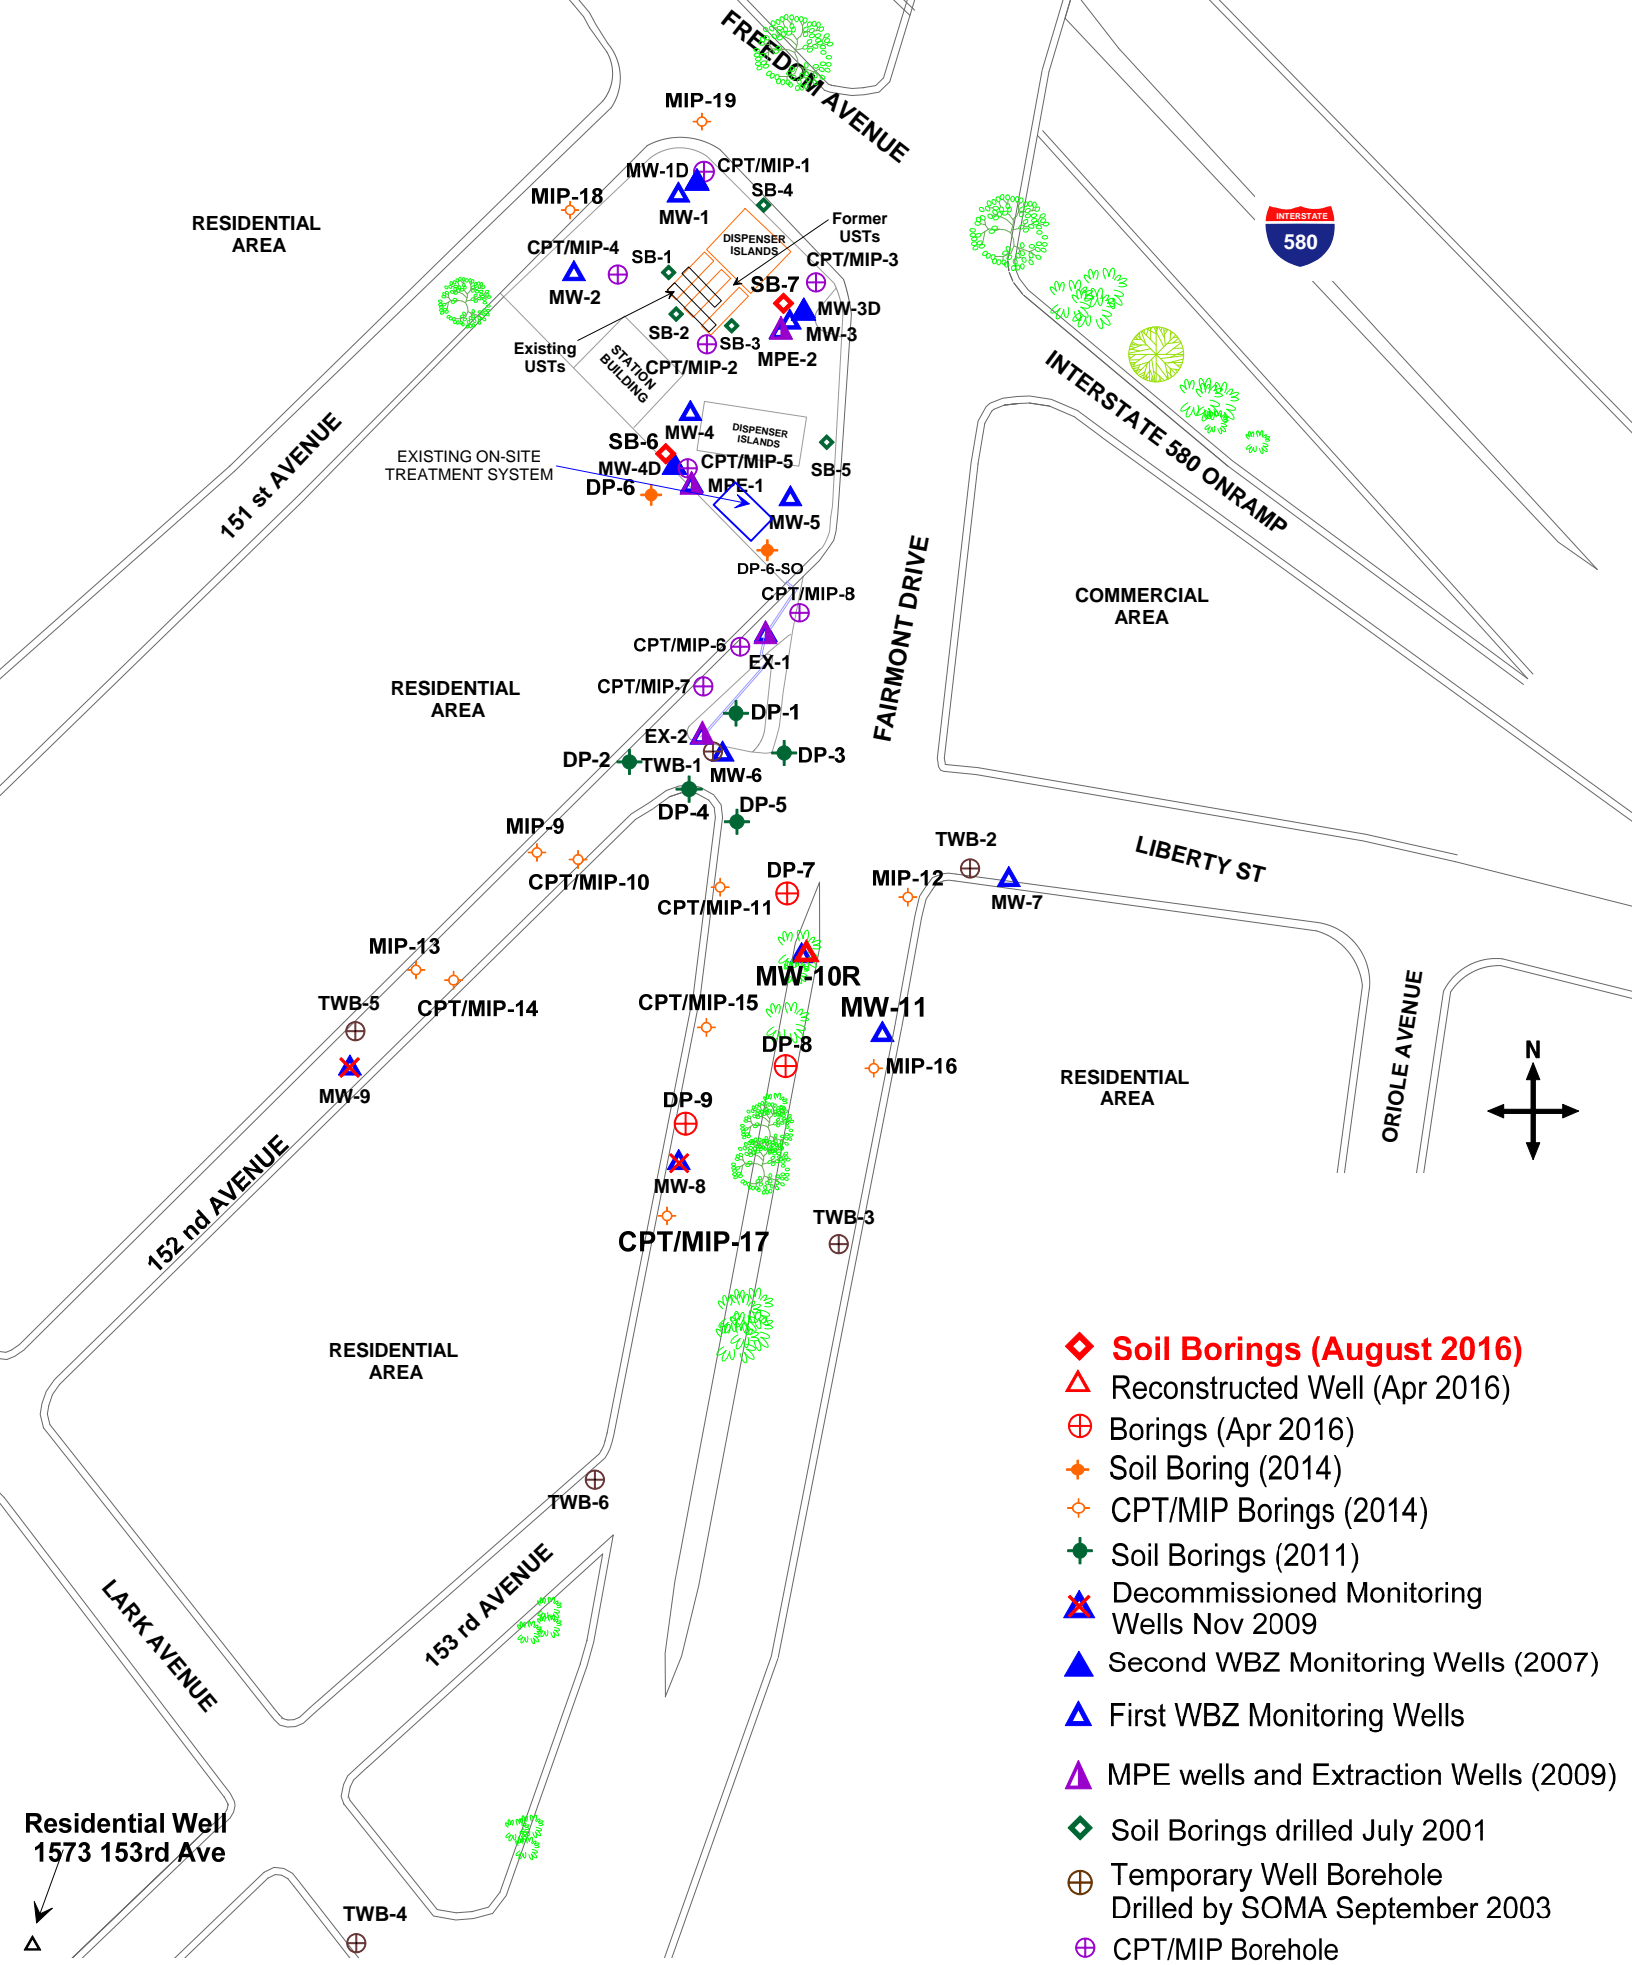 FREEDOM AVENUE
MIP-19
MW-1D
CPT/MIP-1
SB-4
MIP-18
MW-1
RESIDENTIAL
AREA
Former
USTs
INTERSTATE
580
DISPENSER
ISLANDS
CPT/MIP-4
SB-1
CPT/MIP-3
MW-2
SB-7
MW-3D
SB-2
SB-3
MW-3
Existing
USTs
STATION
BUILDING
CPT/MIP-2
MPE-2
INTERSTATE 580 ONRAMP
151 st AVENUE
MW-4
DISPENSER
ISLANDS
SB-6
EXISTING ON-SITE
TREATMENT SYSTEM
MW-4D
CPT/MIP-5
SB-5
DP-6
MPE-1
MW-5
DP-6-SO
CPT/MIP-8
COMMERCIAL
AREA
FAIRMONT DRIVE
CPT/MIP-6
EX-1
RESIDENTIAL
AREA
CPT/MIP-7
DP-1
EX-2
DP-2
TWB-1
MW-6
DP-3
DP-4
DP-5
MIP-9
TWB-2
LIBERTY ST
CPT/MIP-10
DP-7
MIP-12
MW-7
CPT/MIP-11
MIP-13
MW-10R
TWB-5
CPT/MIP-14
CPT/MIP-15
MW-11
ORIOLE AVENUE
DP-8
MIP-16
RESIDENTIAL
AREA
N
MW-9
DP-9
MW-8
152 nd AVENUE
TWB-3
CPT/MIP-17
RESIDENTIAL
AREA
TWB-6
153 rd AVENUE
LARK AVENUE
Residential Well
1573 153rd Ave
TWB-4
Soil Borings (August 2016)
Reconstructed Well (Apr 2016)
Borings (Apr 2016)
Soil Boring (2014)
CPT/MIP Borings (2014)
Soil Borings (2011)
Decommissioned Monitoring
Wells Nov 2009
Second WBZ Monitoring Wells (2007)
First WBZ Monitoring Wells
MPE wells and Extraction Wells (2009)
Soil Borings drilled July 2001
Temporary Well Borehole
Drilled by SOMA September 2003
CPT/MIP Borehole